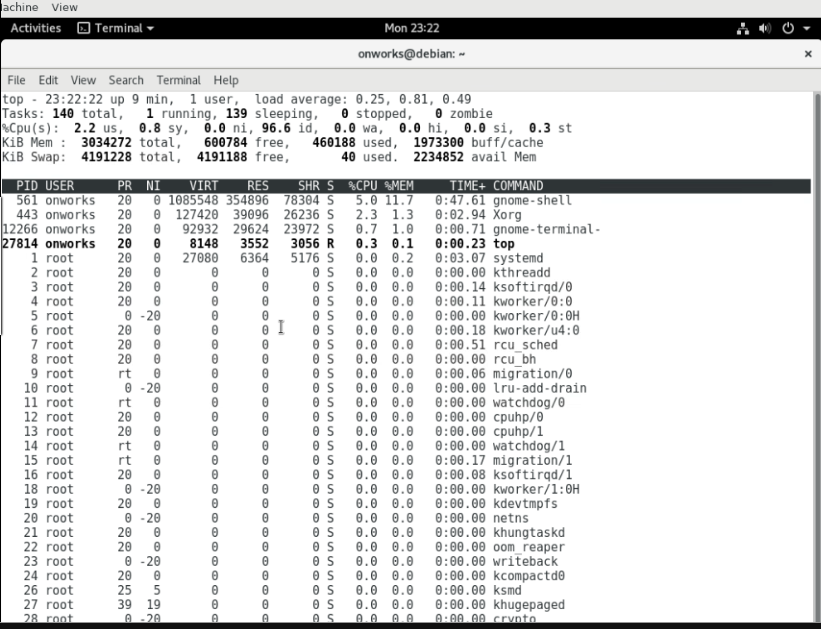 achine View
Activities Terminal Mon 23:22
onworks@debian: ~ ×
File Edit View Search Terminal Help
top - 23:22:22 up 9 min, 1 user, load average: 0.25, 0.81, 0.49
Tasks: 140 total, 1 running, 139 sleeping, 0 stopped, 0 zombie
%Cpu(s): 2.2 us, 0.8 sy, 0.0 ni, 96.6 id, 0.0 wa, 0.0 hi, 0.0 si, 0.3 st
KiB Mem : 3034272 total, 600784 free, 460188 used, 1973300 buff/cache
KiB Swap: 4191228 total, 4191188 free, 40 used. 2234852 avail Mem
PID USER PR NI VIRT RES SHR S %CPU %MEM TIME+ COMMAND
561 onworks 20 0 1085548 354896 78304 S 5.0 11.7 0:47.61 gnome-shell
443 onworks 20 0 127420 39096 26236 S 2.3 1.3 0:02.94 Xorg
12266 onworks 20 0 92932 29624 23972 S 0.7 1.0 0:00.71 gnome-terminal-
27814 onworks 20 0 8148 3552 3056 R 0.3 0.1 0:00.23 top
1 root 20 0 27080 6364 5176 S 0.0 0.2 0:03.07 systemd
2 root 20 0 0 0 0 S 0.0 0.0 0:00.00 kthreadd
3 root 20 0 0 0 0 S 0.0 0.0 0:00.14 ksoftirqd/0
4 root 20 0 0 0 0 S 0.0 0.0 0:00.11 kworker/0:0
5 root 0 -20 0 0 0 S 0.0 0.0 0:00.00 kworker/0:0H
6 root 20 0 0 0 0 S 0.0 0.0 0:00.18 kworker/u4:0
7 root 20 0 0 0 0 S 0.0 0.0 0:00.51 rcu_sched
8 root 20 0 0 0 0 S 0.0 0.0 0:00.00 rcu_bh
9 root rt 0 0 0 0 S 0.0 0.0 0:00.06 migration/0
10 root 0 -20 0 0 0 S 0.0 0.0 0:00.00 lru-add-drain
11 root rt 0 0 0 0 S 0.0 0.0 0:00.00 watchdog/0
12 root 20 0 0 0 0 S 0.0 0.0 0:00.00 cpuhp/0
13 root 20 0 0 0 0 S 0.0 0.0 0:00.00 cpuhp/1
14 root rt 0 0 0 0 S 0.0 0.0 0:00.00 watchdog/1
15 root rt 0 0 0 0 S 0.0 0.0 0:00.17 migration/1
16 root 20 0 0 0 0 S 0.0 0.0 0:00.08 ksoftirqd/1
18 root 0 -20 0 0 0 S 0.0 0.0 0:00.00 kworker/1:0H
19 root 20 0 0 0 0 S 0.0 0.0 0:00.00 kdevtmpfs
20 root 0 -20 0 0 0 S 0.0 0.0 0:00.00 netns
21 root 20 0 0 0 0 S 0.0 0.0 0:00.00 khungtaskd
22 root 20 0 0 0 0 S 0.0 0.0 0:00.00 oom_reaper
23 root 0 -20 0 0 0 S 0.0 0.0 0:00.00 writeback
24 root 20 0 0 0 0 S 0.0 0.0 0:00.00 kcompactd0
26 root 25 5 0 0 0 S 0.0 0.0 0:00.00 ksmd
27 root 39 19 0 0 0 S 0.0 0.0 0:00.00 khugepaged
28 root 0 -20 0 0 0 S 0.0 0.0 0:00.00 crypto